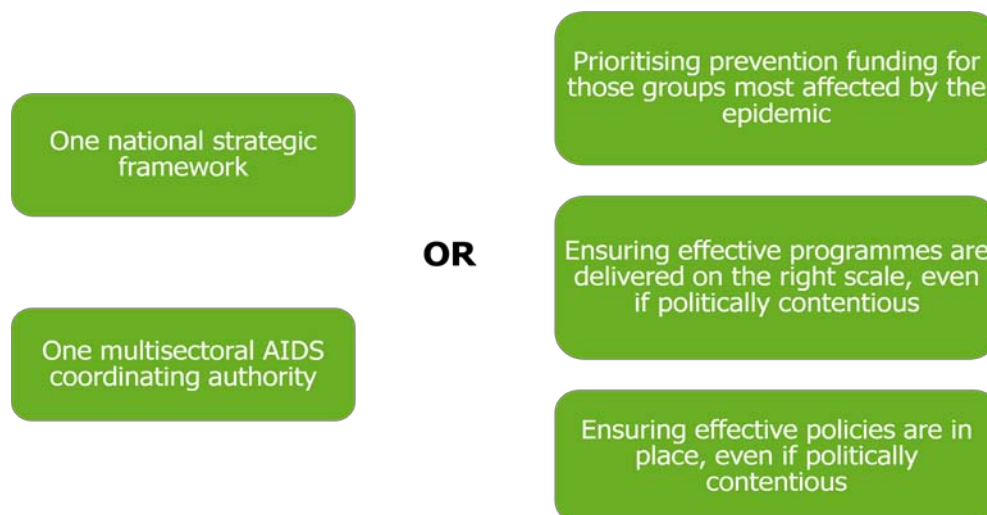 One national strategic
framework
One multisectoral AIDS
coordinating authority
OR
Prioritising prevention funding for
those groups most affected by the
epidemic
Ensuring effective programmes are
delivered on the right scale, even
if politically contentious
Ensuring effective policies are in
place, even if politically
contentious